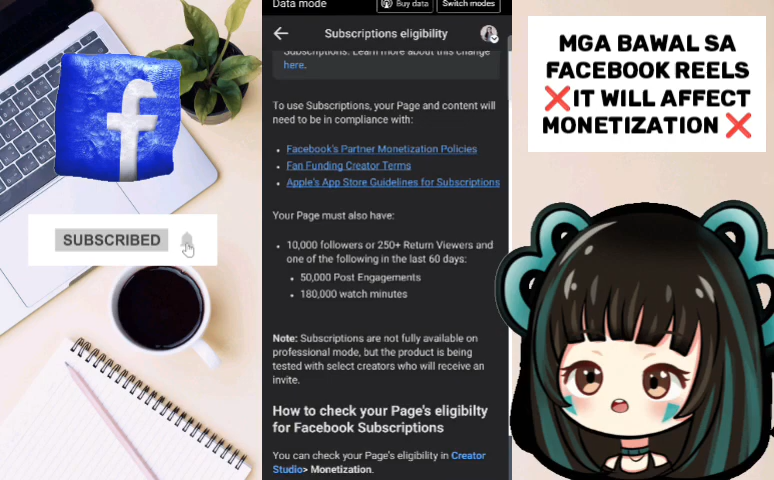 Data mode
Buy data
Switch modes
Subscriptions eligibility
Subscriptions. Learn more about this change
here.
To use Subscriptions, your Page and content will
need to be in compliance with:
• Facebook's Partner Monetization Policies
• Fan Funding Creator Terms
• Apple's App Store Guidelines for Subscriptions
Your Page must also have:
• 10,000 followers or 250+ Return Viewers and
one of the following in the last 60 days:
• 50,000 Post Engagements
• 180,000 watch minutes
Note: Subscriptions are not fully available on
professional mode, but the product is being
tested with select creators who will receive an
invite.
How to check your Page's eligibilty
for Facebook Subscriptions
You can check your Page's eligibility in Creator
Studio> Monetization.
f
SUBSCRIBED
MGA BAWAL SA
FACEBOOK REELS
❌IT WILL AFFECT
MONETIZATION ❌